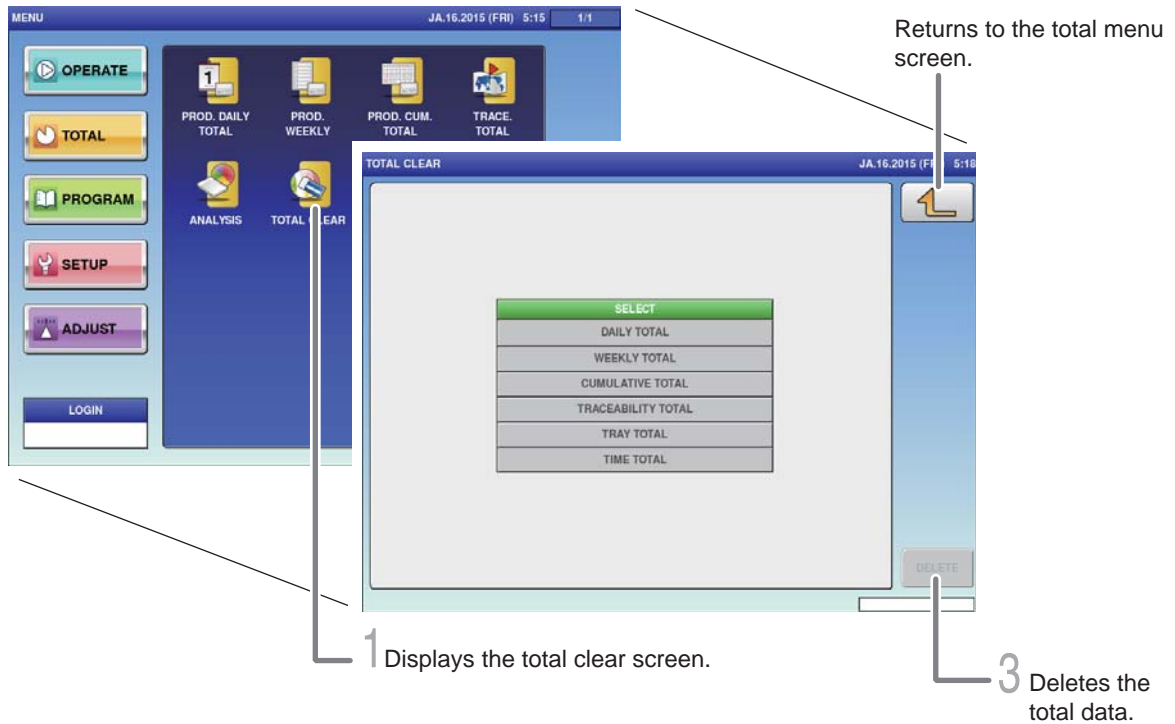 MENU JA.16.2015 (FRI) 5:15 1/1
Returns to the total menu
screen.
OPERATE
TOTAL
PROGRAM
SETUP
ADJUST
LOGIN
1
PROD. DAILY
TOTAL
PROD.
WEEKLY
PROD. CUM.
TOTAL
TRACE.
TOTAL
ANALYSIS
TOTAL CLEAR
TOTAL CLEAR JA.16.2015 (FRI) 5:18
SELECT
DAILY TOTAL
WEEKLY TOTAL
CUMULATIVE TOTAL
TRACEABILITY TOTAL
TRAY TOTAL
TIME TOTAL
DELETE
1 Displays the total clear screen.
3 Deletes the
total data.